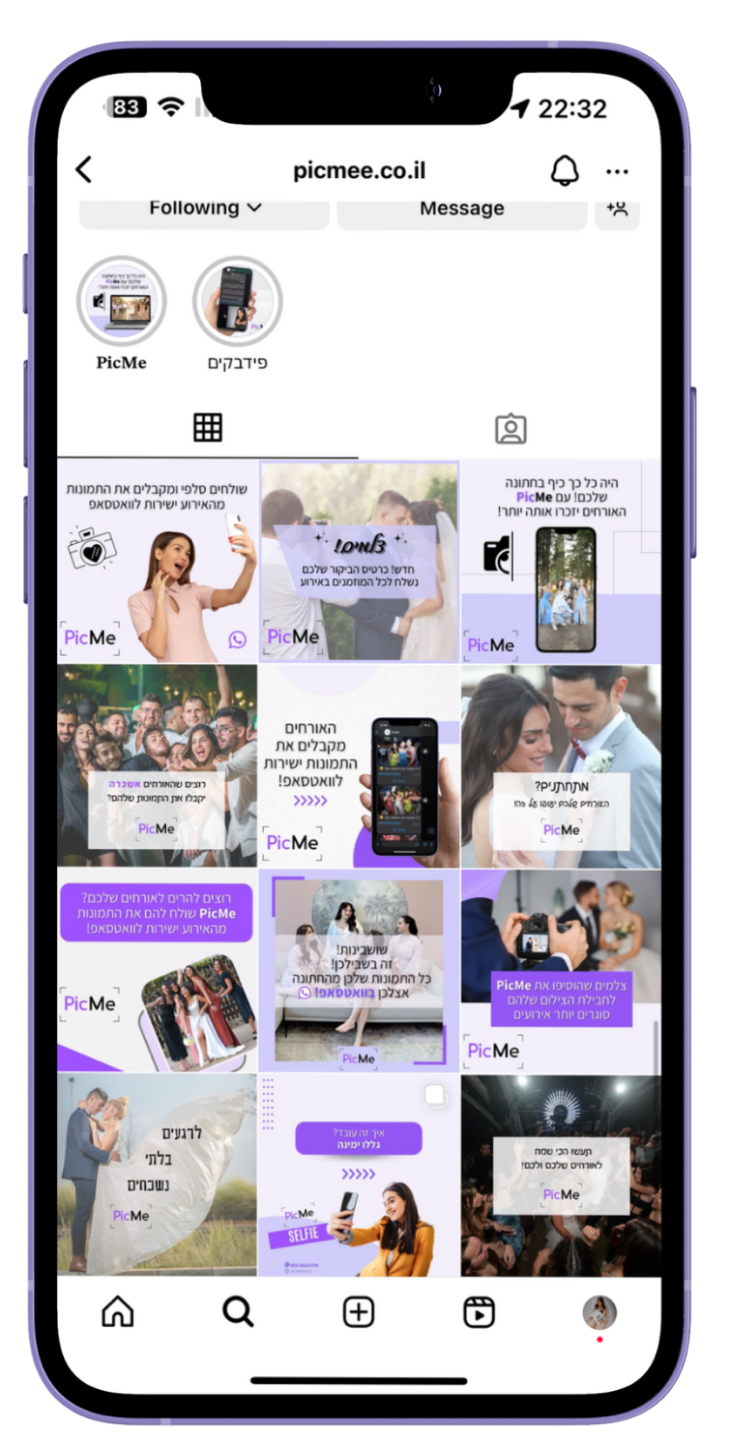 83
22:32
picmee.co.il
Following
Message
PicMe
פידבקים
שולחים סלפי ומקבלים את התמונות
מהאירוע ישירות לוואטסאפ
PicMe
צלמים!
חדש! כרטיס הביקור שלכם
נשלח לכל המוזמנים באירוע
PicMe
היה כל כך כיף בחתונה
שלכם! עם PicMe
האורחים יזכרו אותה יותר!
PicMe
רוצים שהאורחים אשכרה
יקבלו את התמונות שלהם?
PicMe
האורחים
מקבלים את
התמונות ישירות
לוואטסאפ!
>>>>>
PicMe
מתחתנים?
האורחים שלכם יעופו על זה!
PicMe
רוצים להרים לאורחים שלכם?
PicMe שולח להם את התמונות
מהאירוע ישירות לוואטסאפ!
PicMe
שושבינות!
זה בשבילכן!
כל התמונות שלכן מהחתונה
אצלכן בוואטסאפ!
PicMe
צלמים שהוסיפו את PicMe
לחבילת הצילום שלהם
סוגרים יותר אירועים
PicMe
לרגעים
בלתי
נשכחים
PicMe
איך זה עובד?
גללו ימינה
>>>>>
PicMe
SELFIE
תעשו הכי שמח
לאורחים שלכם ולכם!
PicMe